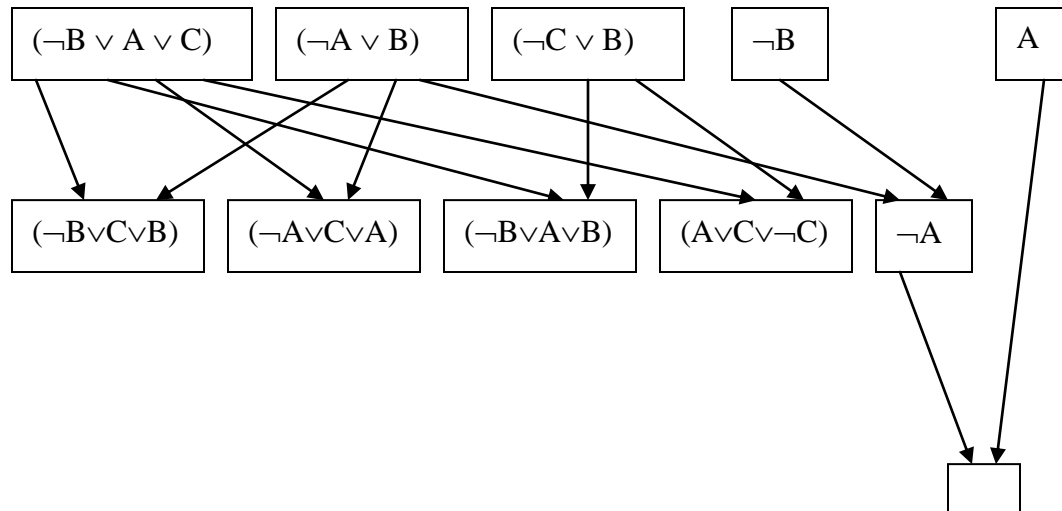 (¬B ∨ A ∨ C) (¬A ∨ B) (¬C ∨ B) ¬B A
(¬B∨C∨B) (¬A∨C∨A) (¬B∨A∨B) (A∨C∨¬C) ¬A